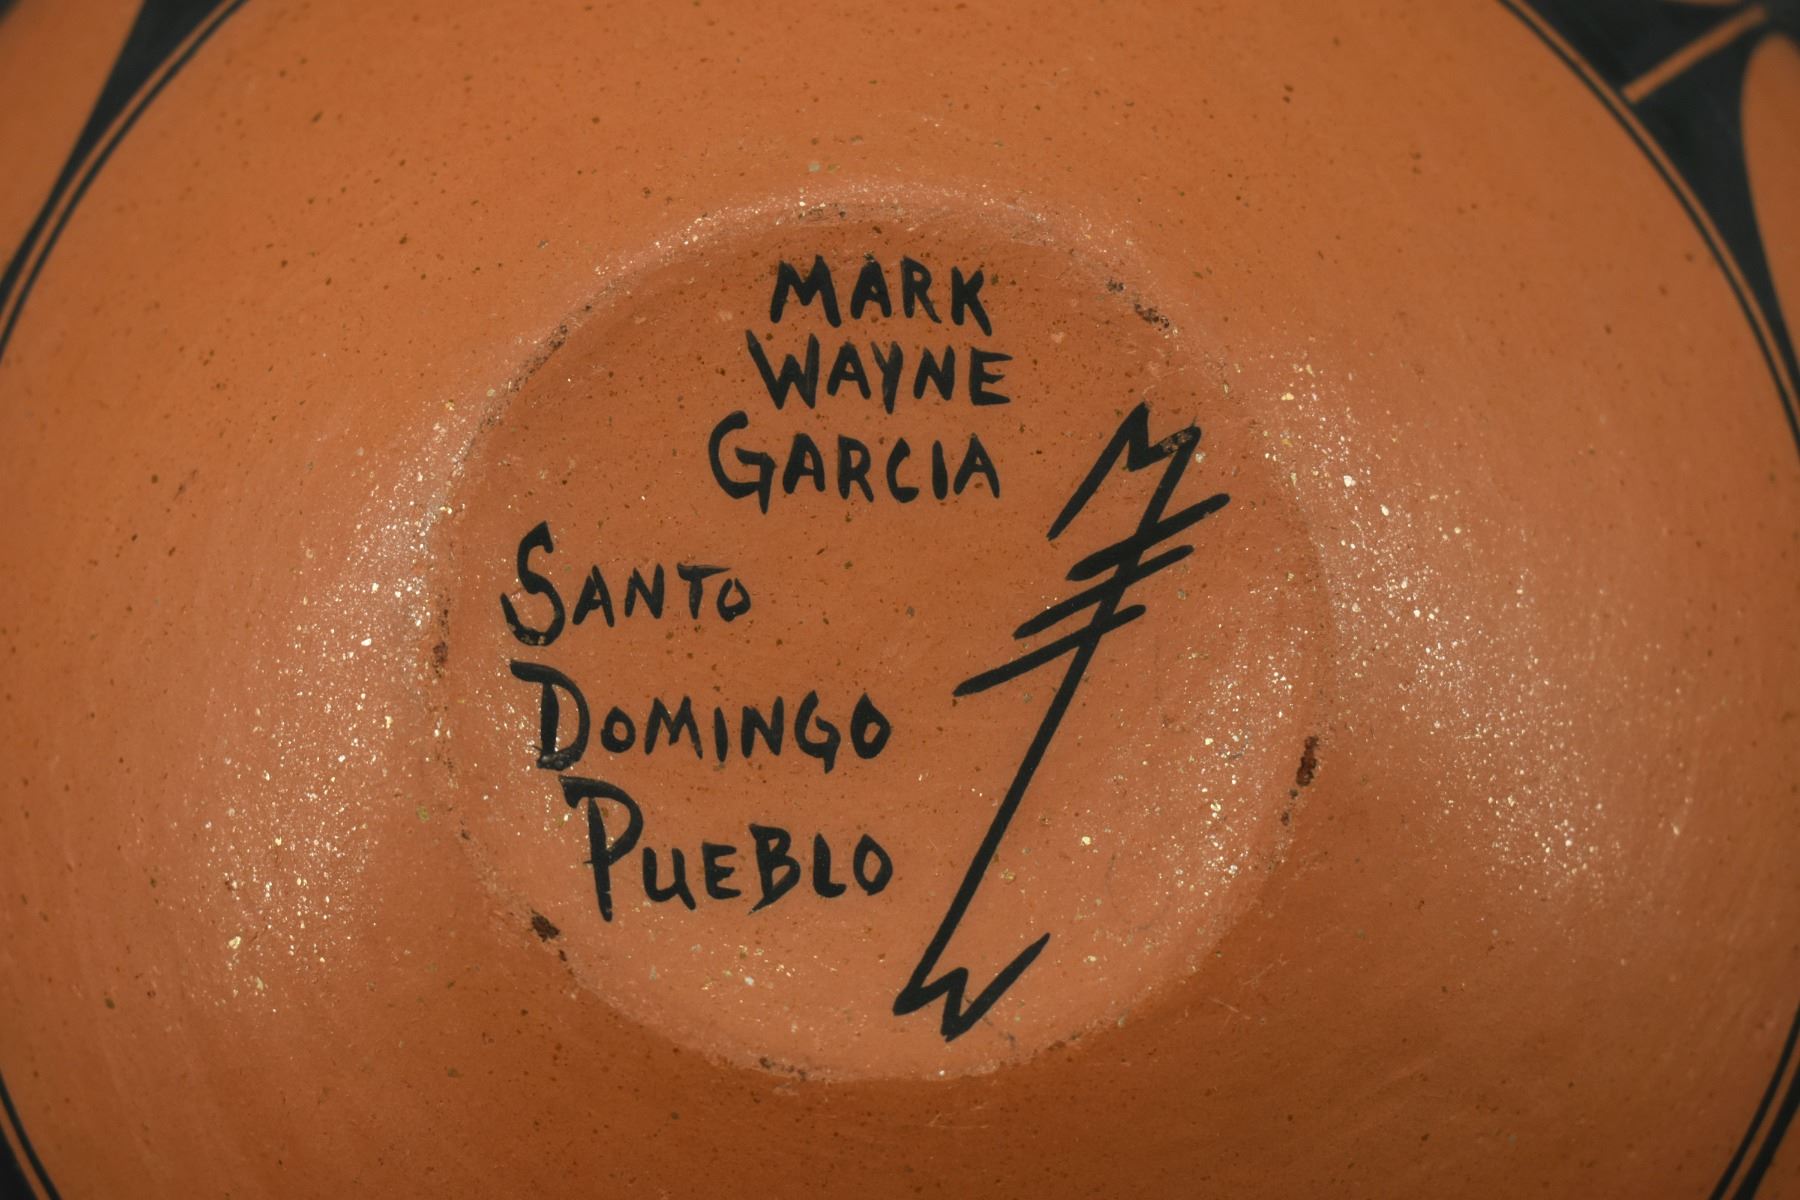 MARK
WAYNE
GARCIA
SANTO
DOMINGO
PUEBLO